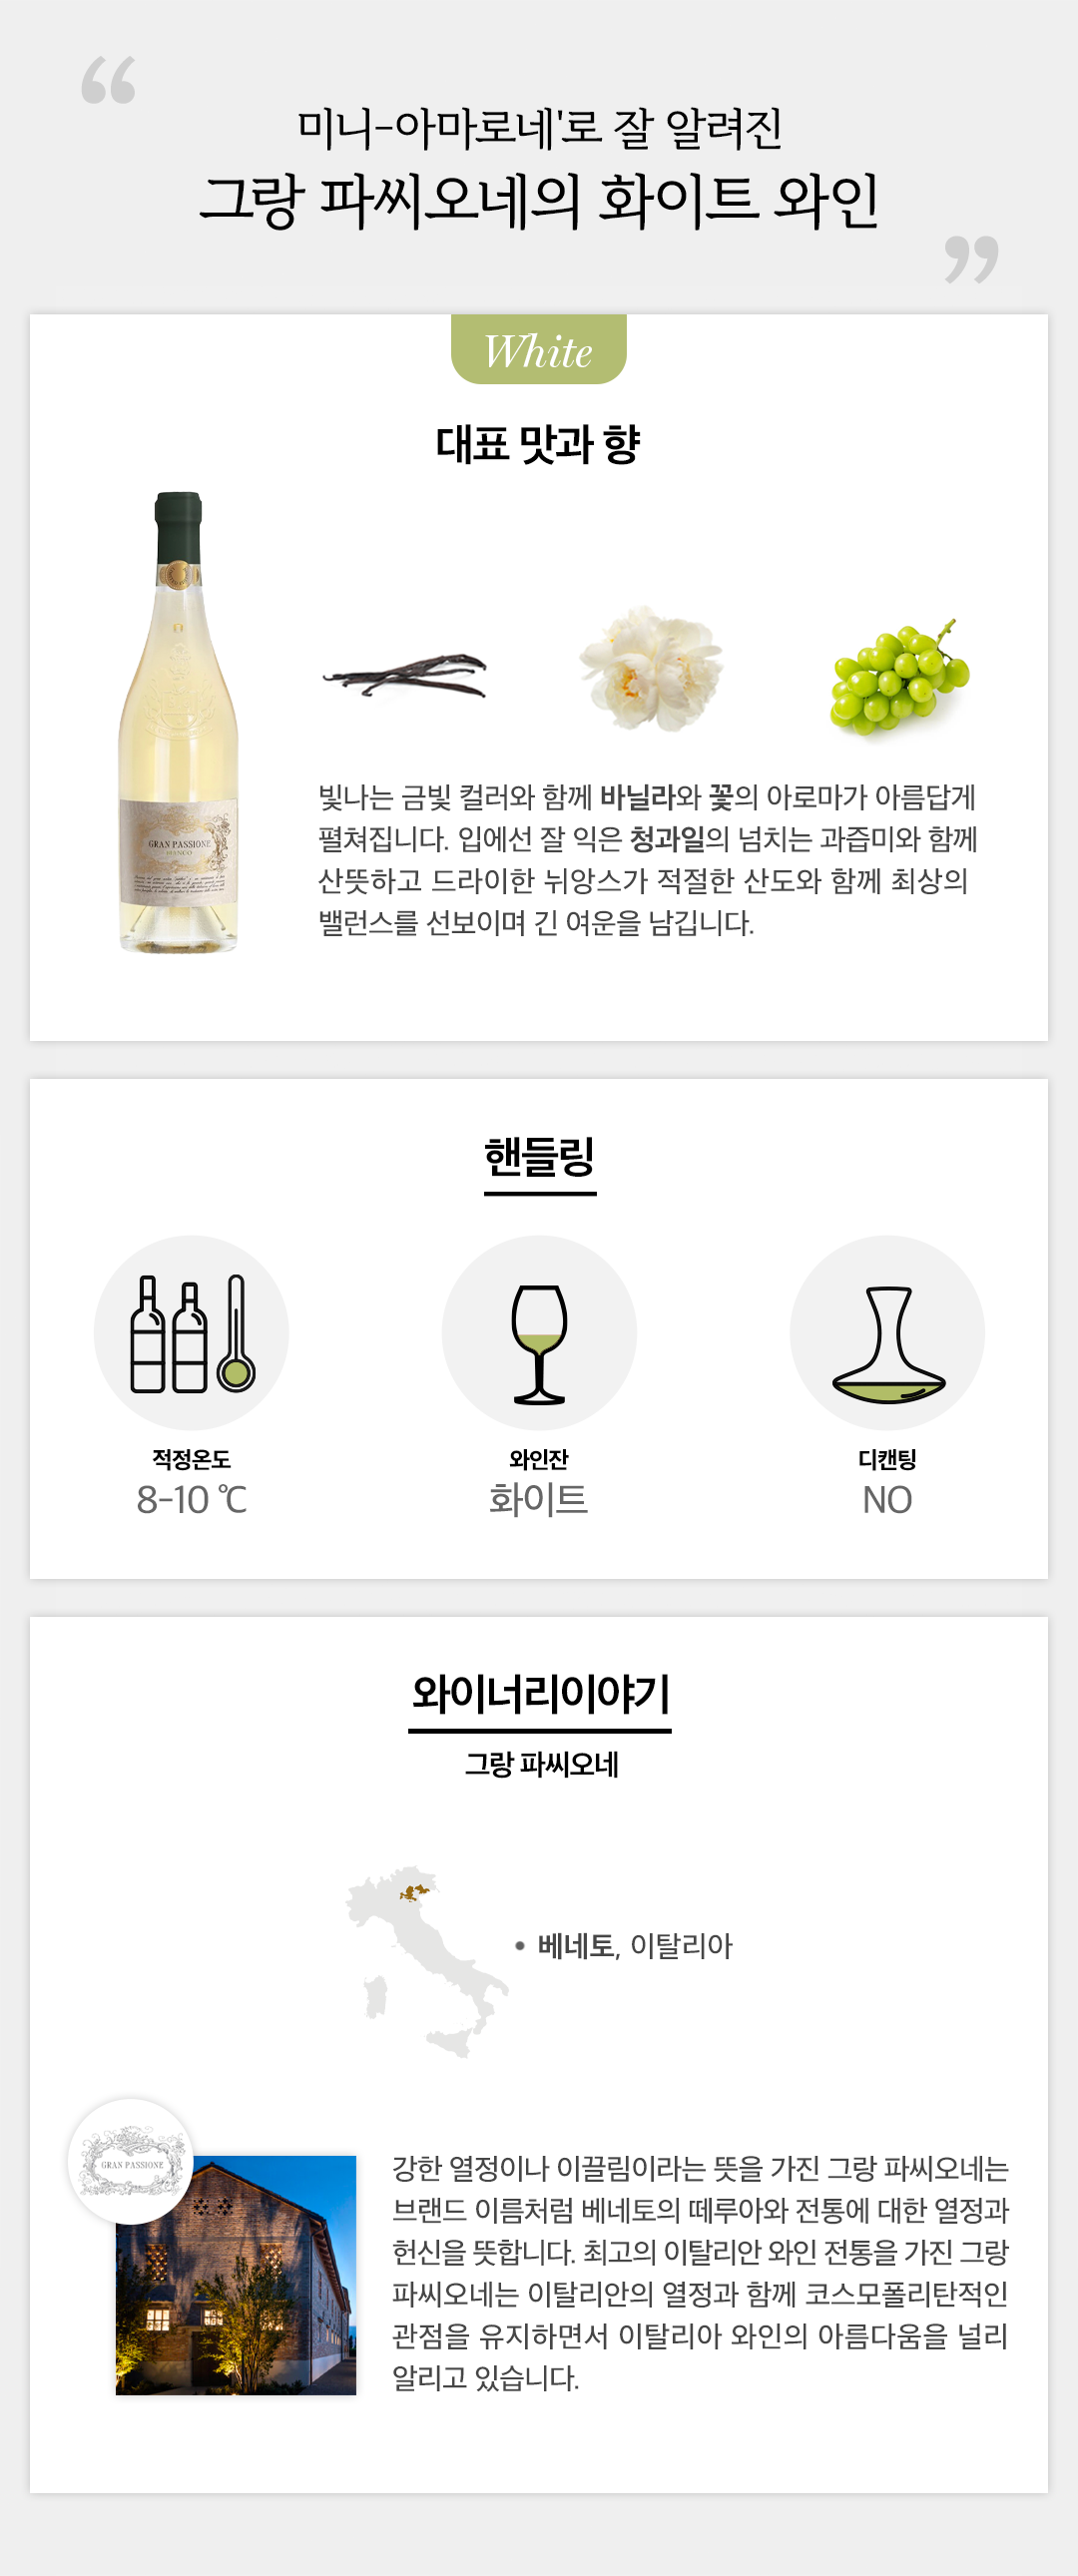 “
미니-아마로네'로 잘 알려진
그랑 파씨오네의 화이트 와인
”
White
대표 맛과 향
GRAN PASSIONE
BIANCO
빛나는 금빛 컬러와 함께 바닐라와 꽃의 아로마가 아름답게
펼쳐집니다. 입에선 잘 익은 청과일의 넘치는 과즙미와 함께
산뜻하고 드라이한 뉘앙스가 적절한 산도와 함께 최상의
밸런스를 선보이며 긴 여운을 남깁니다.
핸들링
적정온도
8-10 ℃
와인잔
화이트
디캔팅
NO
와이너리이야기
그랑 파씨오네
• 베네토, 이탈리아
GRAN PASSIONE
강한 열정이나 이끌림이라는 뜻을 가진 그랑 파씨오네는
브랜드 이름처럼 베네토의 떼루아와 전통에 대한 열정과
헌신을 뜻합니다. 최고의 이탈리안 와인 전통을 가진 그랑
파씨오네는 이탈리안의 열정과 함께 코스모폴리탄적인
관점을 유지하면서 이탈리아 와인의 아름다움을 널리
알리고 있습니다.